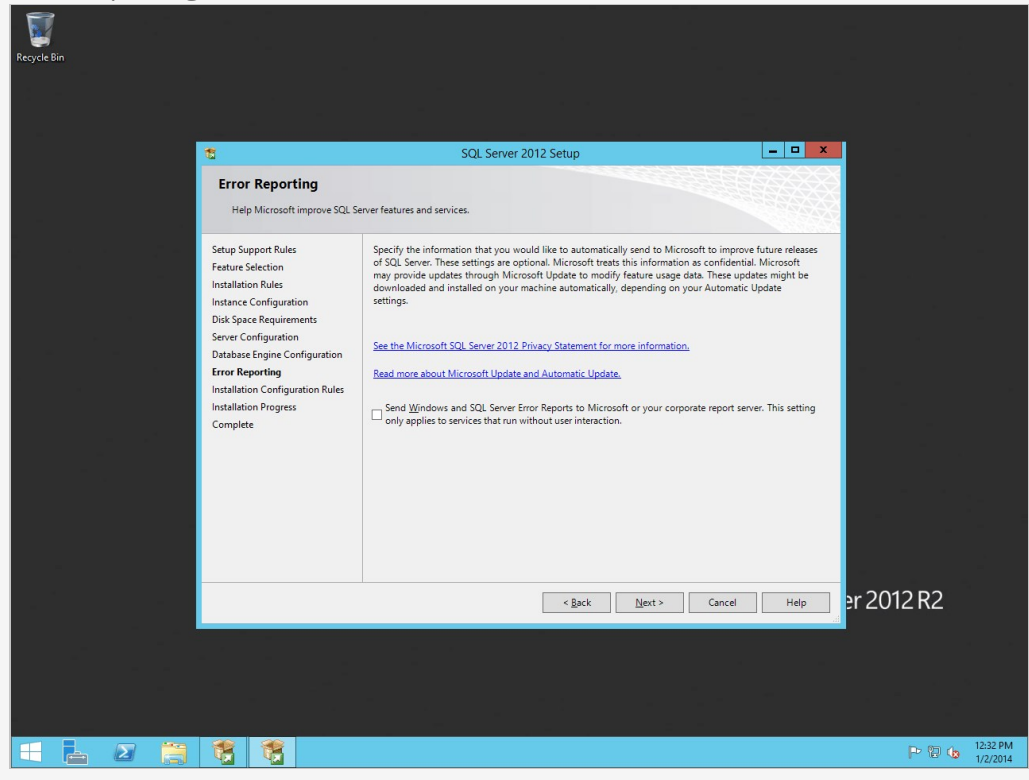 Recycle Bin
SQL Server 2012 Setup
Error Reporting
Help Microsoft improve SQL Server features and services.
Setup Support Rules
Feature Selection
Installation Rules
Instance Configuration
Disk Space Requirements
Server Configuration
Database Engine Configuration
Error Reporting
Installation Configuration Rules
Installation Progress
Complete
Specify the information that you would like to automatically send to Microsoft to improve future releases
of SQL Server. These settings are optional. Microsoft treats this information as confidential. Microsoft
may provide updates through Microsoft Update to modify feature usage data. These updates might be
downloaded and installed on your machine automatically, depending on your Automatic Update
settings.
See the Microsoft SQL Server 2012 Privacy Statement for more information.
Read more about Microsoft Update and Automatic Update.
Send Windows and SQL Server Error Reports to Microsoft or your corporate report server. This setting
only applies to services that run without user interaction.
< Back Next > Cancel Help
er 2012 R2
12:32 PM
1/2/2014